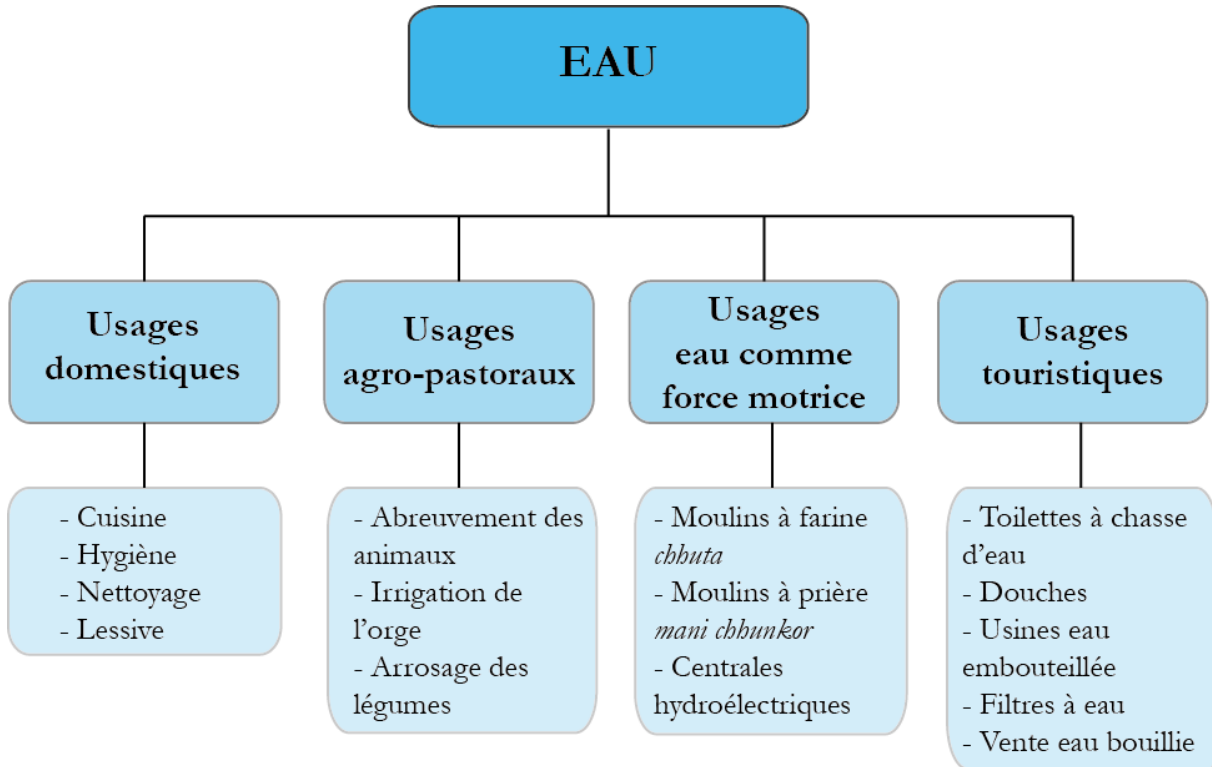 EAU
Usages
domestiques
Usages
agro-pastoraux
Usages
eau comme
force motrice
Usages
touristiques
- Cuisine
- Hygiène
- Nettoyage
- Lessive
- Abreuvement des
animaux
- Irrigation de
l'orge
- Arrosage des
légumes
- Moulins à farine
chhuta
- Moulins à prière
mani chhunkor
- Centrales
hydroélectriques
- Toilettes à chasse
d'eau
- Douches
- Usines eau
embouteillée
- Filtres à eau
- Vente eau bouillie